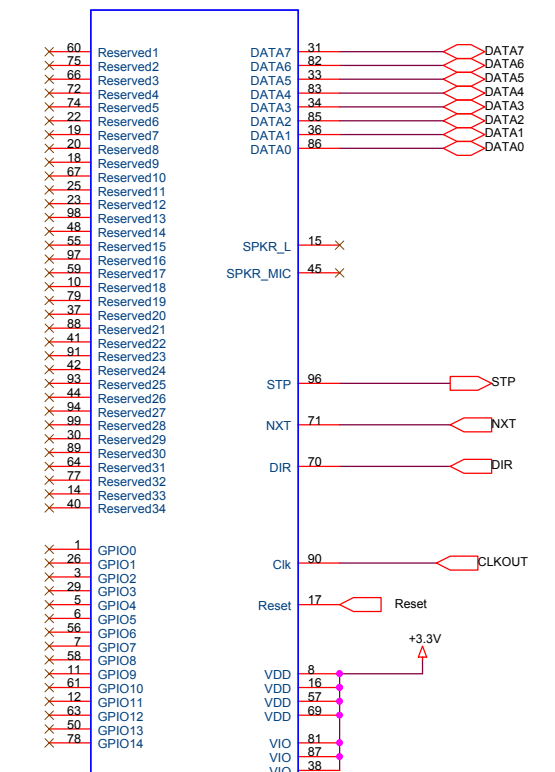 60 Reserved1 DATA7 31 DATA7
75 Reserved2 DATA6 82 DATA6
66 Reserved3 DATA5 33 DATA5
72 Reserved4 DATA4 83 DATA4
74 Reserved5 DATA3 34 DATA3
22 Reserved6 DATA2 85 DATA2
19 Reserved7 DATA1 36 DATA1
20 Reserved8 DATA0 86 DATA0
18 Reserved9
67 Reserved10
25 Reserved11
23 Reserved12
98 Reserved13
48 Reserved14
55 Reserved15 SPKR_L 15
97 Reserved16
59 Reserved17 SPKR_MIC 45
10 Reserved18
79 Reserved19
37 Reserved20
88 Reserved21
41 Reserved22
91 Reserved23
42 Reserved24
93 Reserved25 STP 96 STP
44 Reserved26
94 Reserved27
99 Reserved28 NXT 71 NXT
30 Reserved29
89 Reserved30
64 Reserved31 DIR 70 DIR
77 Reserved32
14 Reserved33
40 Reserved34
1 GPIO0
26 GPIO1 Clk 90 CLKOUT
3 GPIO2
29 GPIO3
5 GPIO4 Reset 17 Reset
6 GPIO5
56 GPIO6
7 GPIO7 +3.3V
58 GPIO8
11 GPIO9 VDD 8
61 GPIO10 VDD 16
12 GPIO11 VDD 57
63 GPIO12 VDD 69
50 GPIO13
78 GPIO14 VIO 81
VIO 87
VIO 38